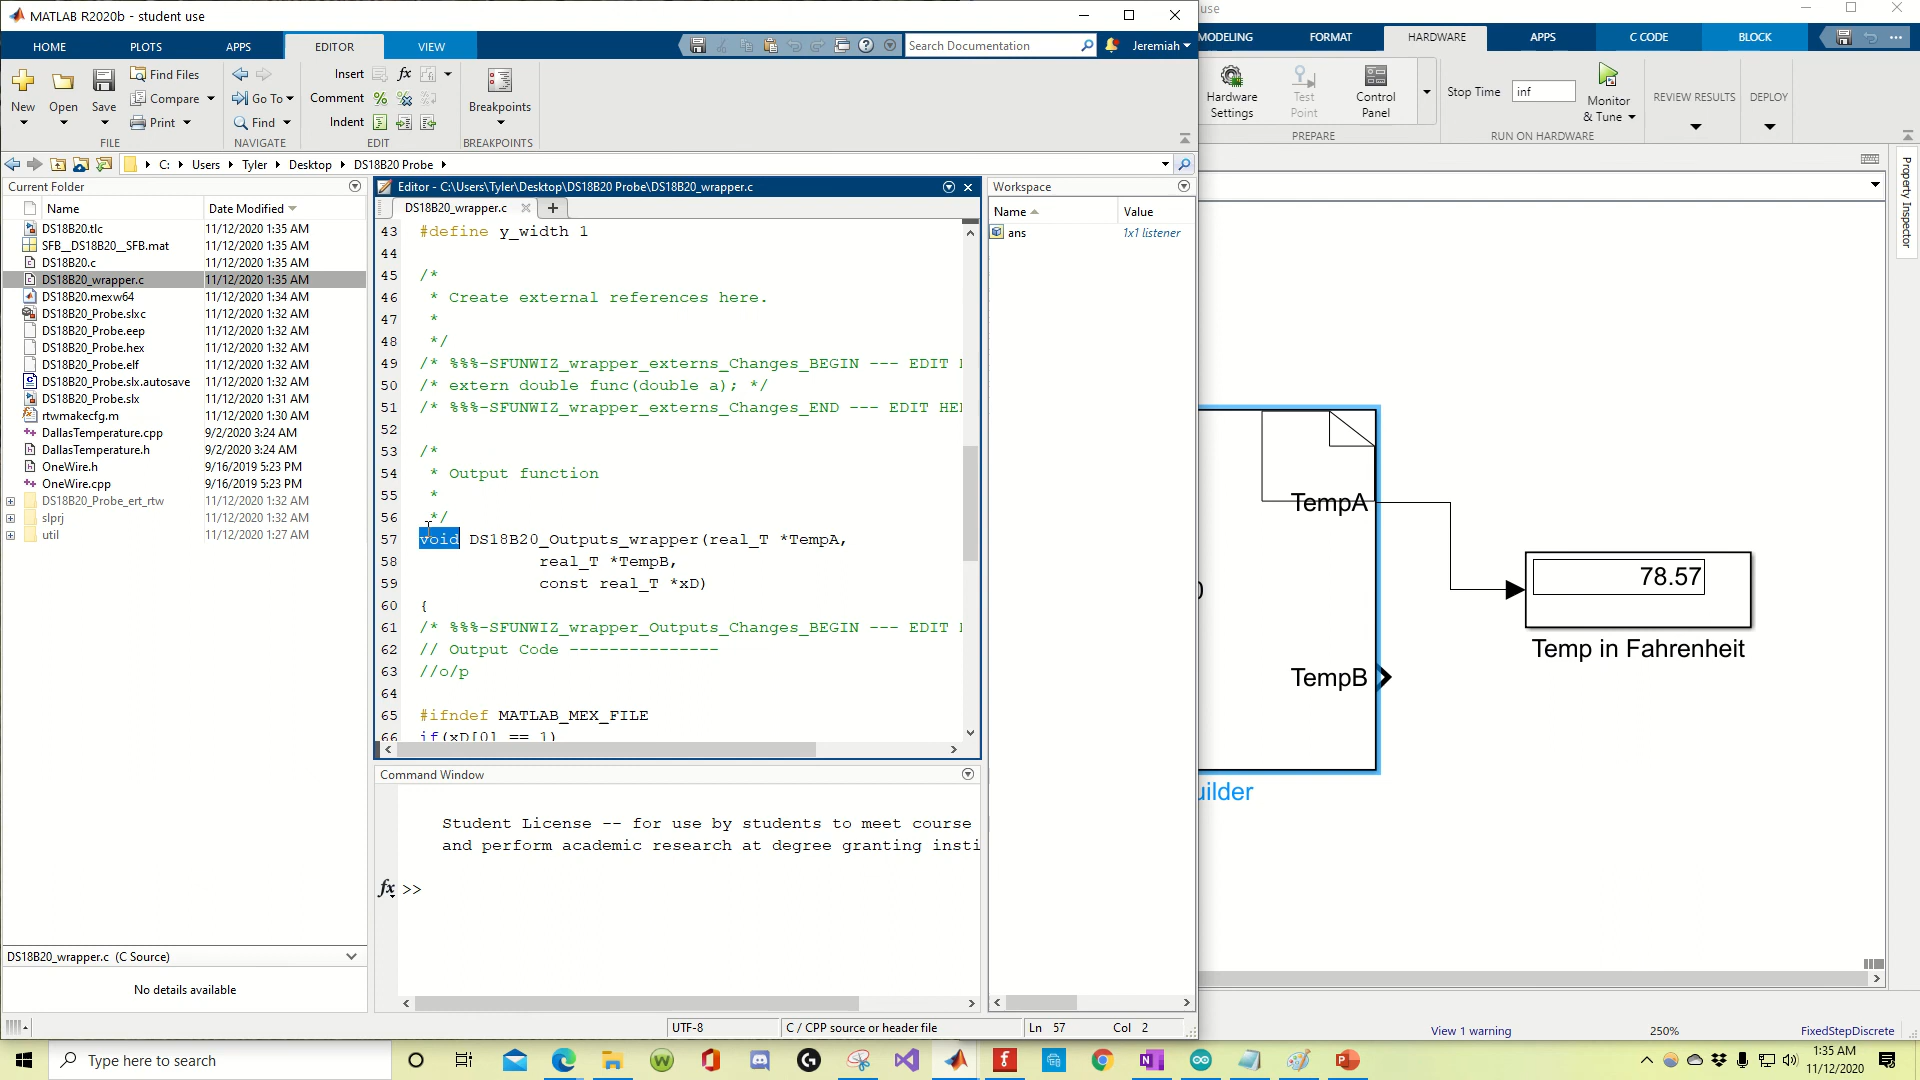 MATLAB R2020b - student use
use
HOME PLOTS APPS EDITOR VIEW
Search Documentation
Jeremiah
MODELING FORMAT HARDWARE APPS C CODE BLOCK
New Open Save
Find Files
Compare
Print
FILE
Go To
Find
NAVIGATE
Insert
Comment
Indent
EDIT
Breakpoints
BREAKPOINTS
Hardware Settings
Test Point
Control Panel
PREPARE
Stop Time inf
Monitor & Tune
RUN ON HARDWARE
REVIEW RESULTS
DEPLOY
C: Users Tyler Desktop DS18B20 Probe
Property Inspector
Current Folder
Name Date Modified
DS18B20.tlc 11/12/2020 1:35 AM
SFB__DS18B20__SFB.mat 11/12/2020 1:35 AM
DS18B20.c 11/12/2020 1:35 AM
DS18B20_wrapper.c 11/12/2020 1:35 AM
DS18B20.mexw64 11/12/2020 1:34 AM
DS18B20_Probe.slxc 11/12/2020 1:32 AM
DS18B20_Probe.eep 11/12/2020 1:32 AM
DS18B20_Probe.hex 11/12/2020 1:32 AM
DS18B20_Probe.elf 11/12/2020 1:32 AM
DS18B20_Probe.slx.autosave 11/12/2020 1:32 AM
DS18B20_Probe.slx 11/12/2020 1:31 AM
rtwmakecfg.m 11/12/2020 1:30 AM
DallasTemperature.cpp 9/2/2020 3:24 AM
DallasTemperature.h 9/2/2020 3:24 AM
OneWire.h 9/16/2019 5:23 PM
OneWire.cpp 9/16/2019 5:23 PM
DS18B20_Probe_ert_rtw 11/12/2020 1:32 AM
slprj 11/12/2020 1:32 AM
util 11/12/2020 1:27 AM
DS18B20_wrapper.c (C Source)
No details available
Editor - C:\Users\Tyler\Desktop\DS18B20 Probe\DS18B20_wrapper.c
DS18B20_wrapper.c
43 #define y_width 1
44
45 /*
46 * Create external references here.
47 *
48 */
49 /* %%%-SFUNWIZ_wrapper_externs_Changes_BEGIN --- EDIT
50 /* extern double func(double a); */
51 /* %%%-SFUNWIZ_wrapper_externs_Changes_END --- EDIT HE
52
53 /*
54 * Output function
55 *
56 */
57 void DS18B20_Outputs_wrapper(real_T *TempA,
58 real_T *TempB,
59 const real_T *xD)
60 {
61 /* %%%-SFUNWIZ_wrapper_Outputs_Changes_BEGIN --- EDIT
62 // Output Code ---------------
63 //o/p
64
65 #ifndef MATLAB_MEX_FILE
66 if(xD[0] == 1)
Command Window
Student License -- for use by students to meet course
and perform academic research at degree granting insti
fx >>
Workspace
Name Value
ans 1x1 listener
UTF-8 C / CPP source or header file Ln 57 Col 2
TempA
TempB
78.57
Temp in Fahrenheit
uilder
View 1 warning 250% FixedStepDiscrete
Type here to search
1:35 AM
11/12/2020